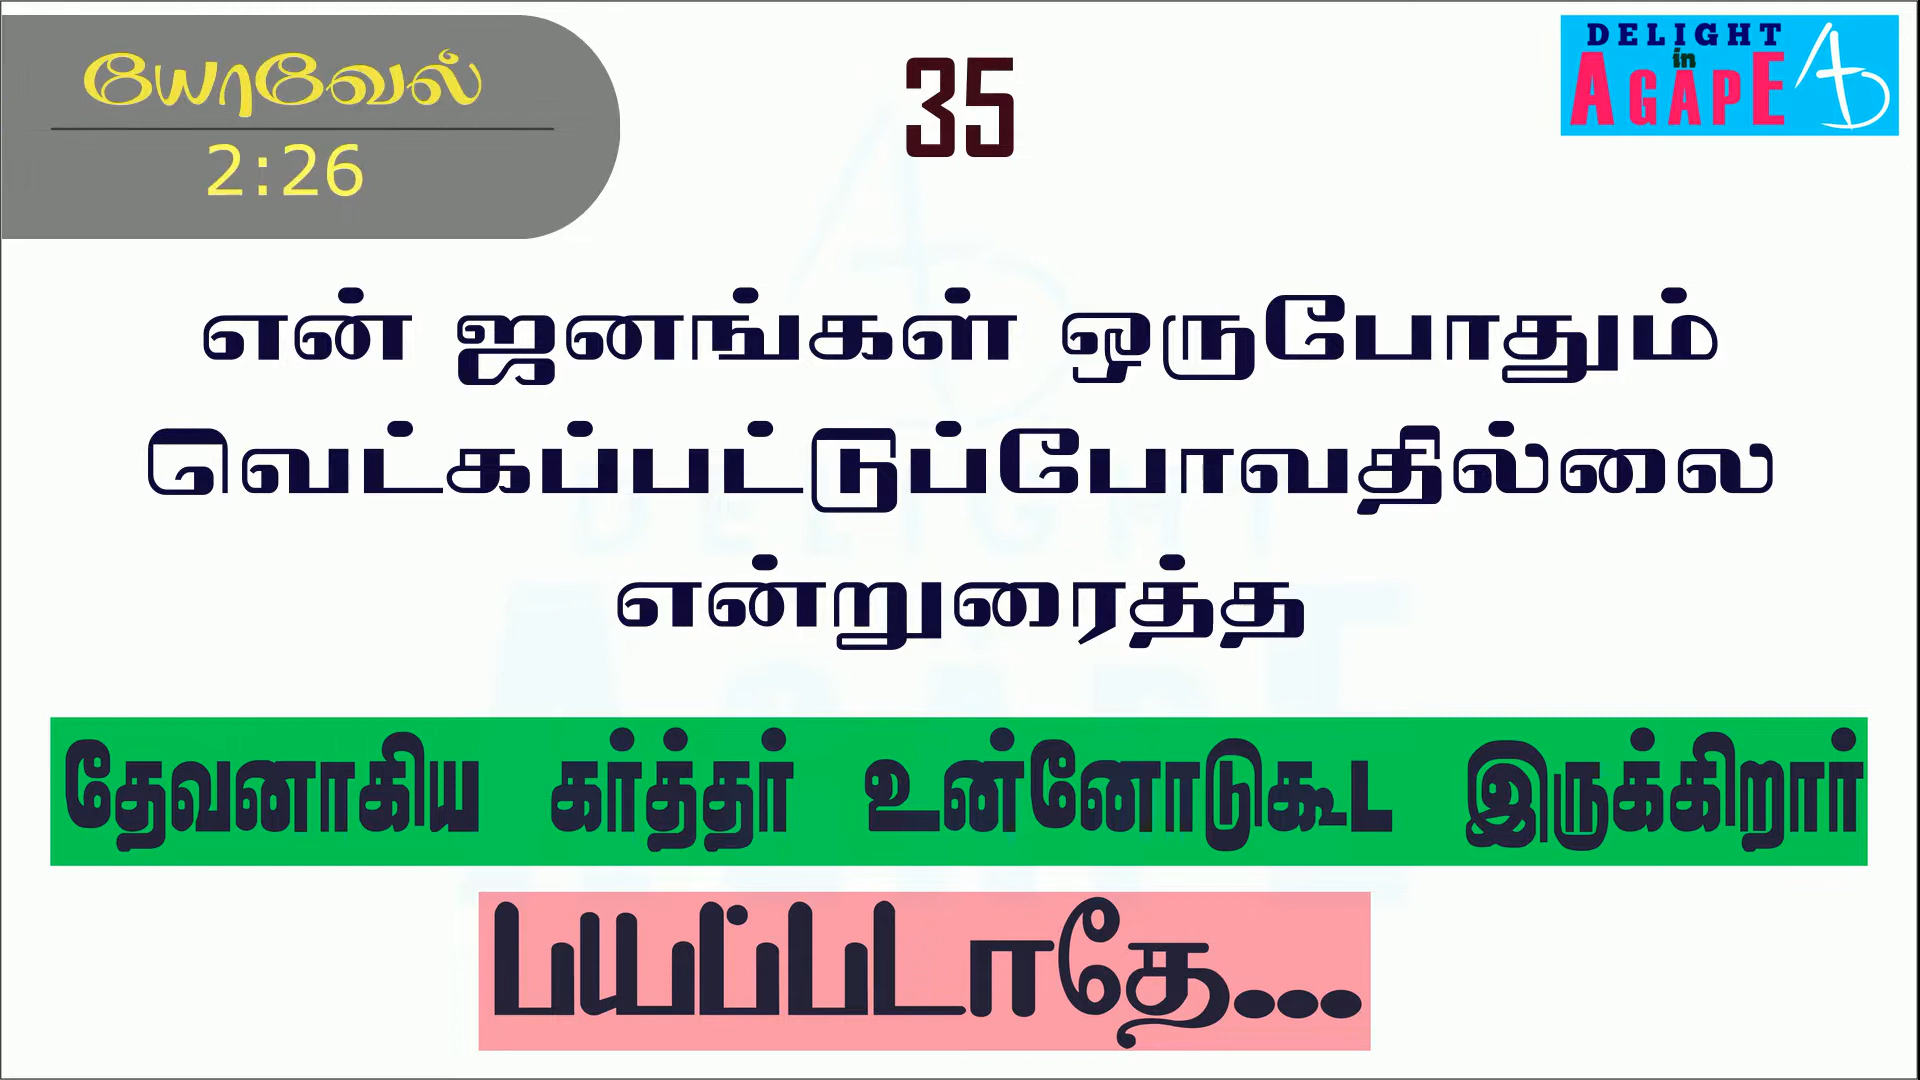 யோவேல்
2:26
35
DELIGHT
in
AGAPE
என் ஜனங்கள் ஒருபோதும்
வெட்கப்பட்டுப்போவதில்லை
என்றுரைத்த
தேவனாகிய கர்த்தர் உன்னோடுகூட இருக்கிறார்
பயப்படாதே...